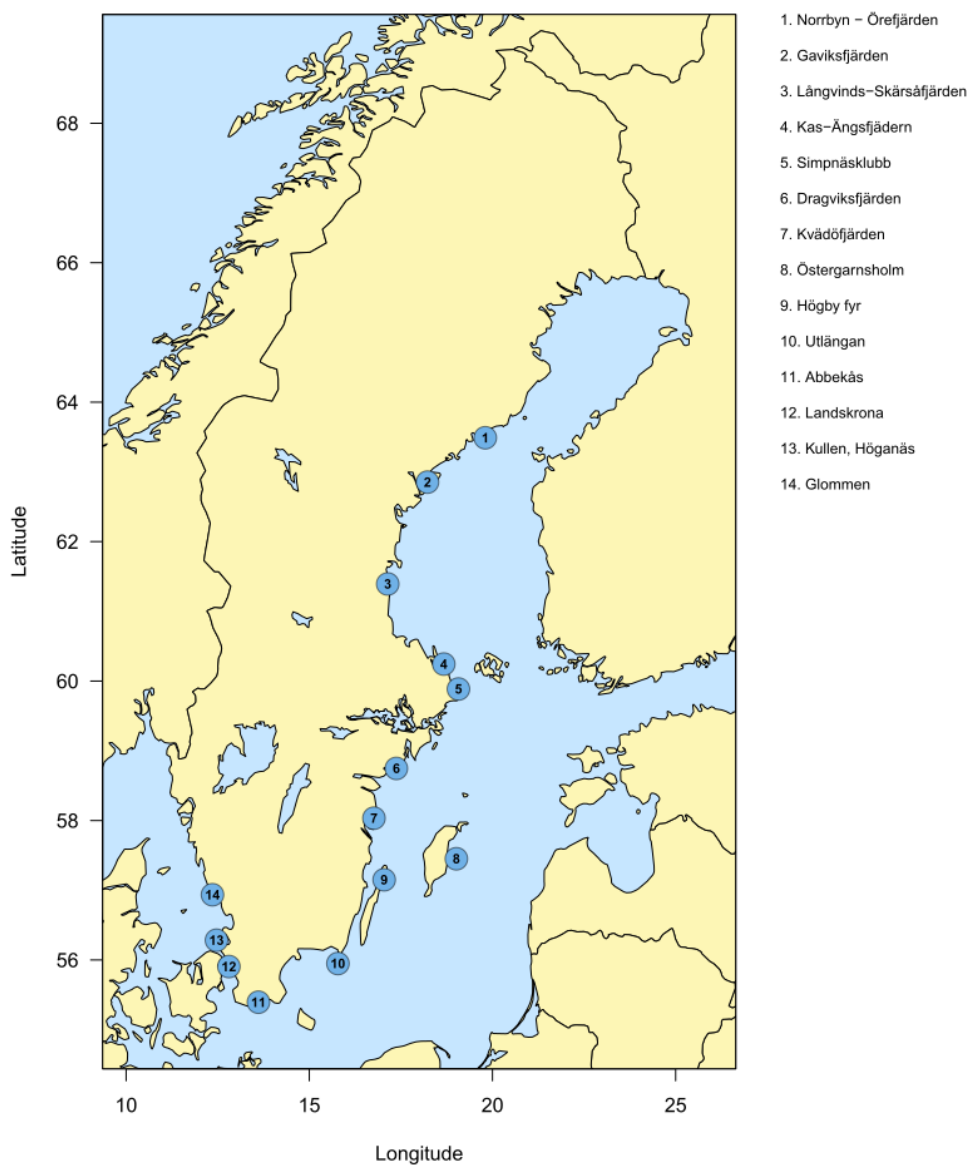 1. Norrbyn − Örefjärden
2. Gaviksfjärden
3. Långvinds−Skärsåfjärden
4. Kas−Ängsfjädern
5. Simpnäsklubb
6. Dragviksfjärden
7. Kvädöfjärden
8. Östergarnsholm
9. Högby fyr
10. Utlängan
11. Abbekås
12. Landskrona
13. Kullen, Höganäs
14. Glommen
Latitude
68
66
64
62
60
58
56
1
2
3
4
5
6
7
8
9
14
13
12
10
11
10 15 20 25
Longitude